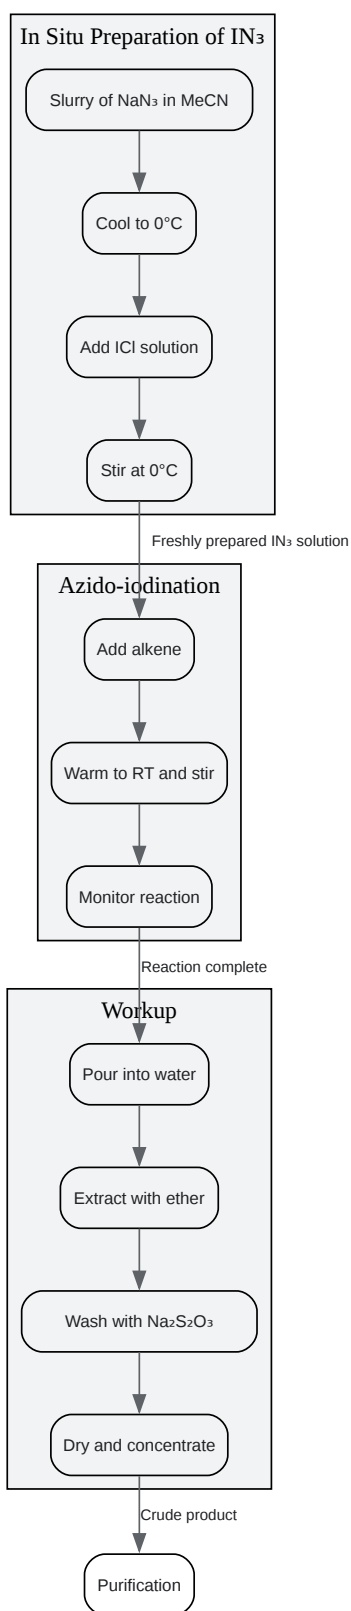 In Situ Preparation of IN₃
Slurry of NaN₃ in MeCN
Cool to 0°C
Add ICl solution
Stir at 0°C
Freshly prepared IN₃ solution
Azido-iodination
Add alkene
Warm to RT and stir
Monitor reaction
Reaction complete
Workup
Pour into water
Extract with ether
Wash with Na₂S₂O₃
Dry and concentrate
Crude product
Purification